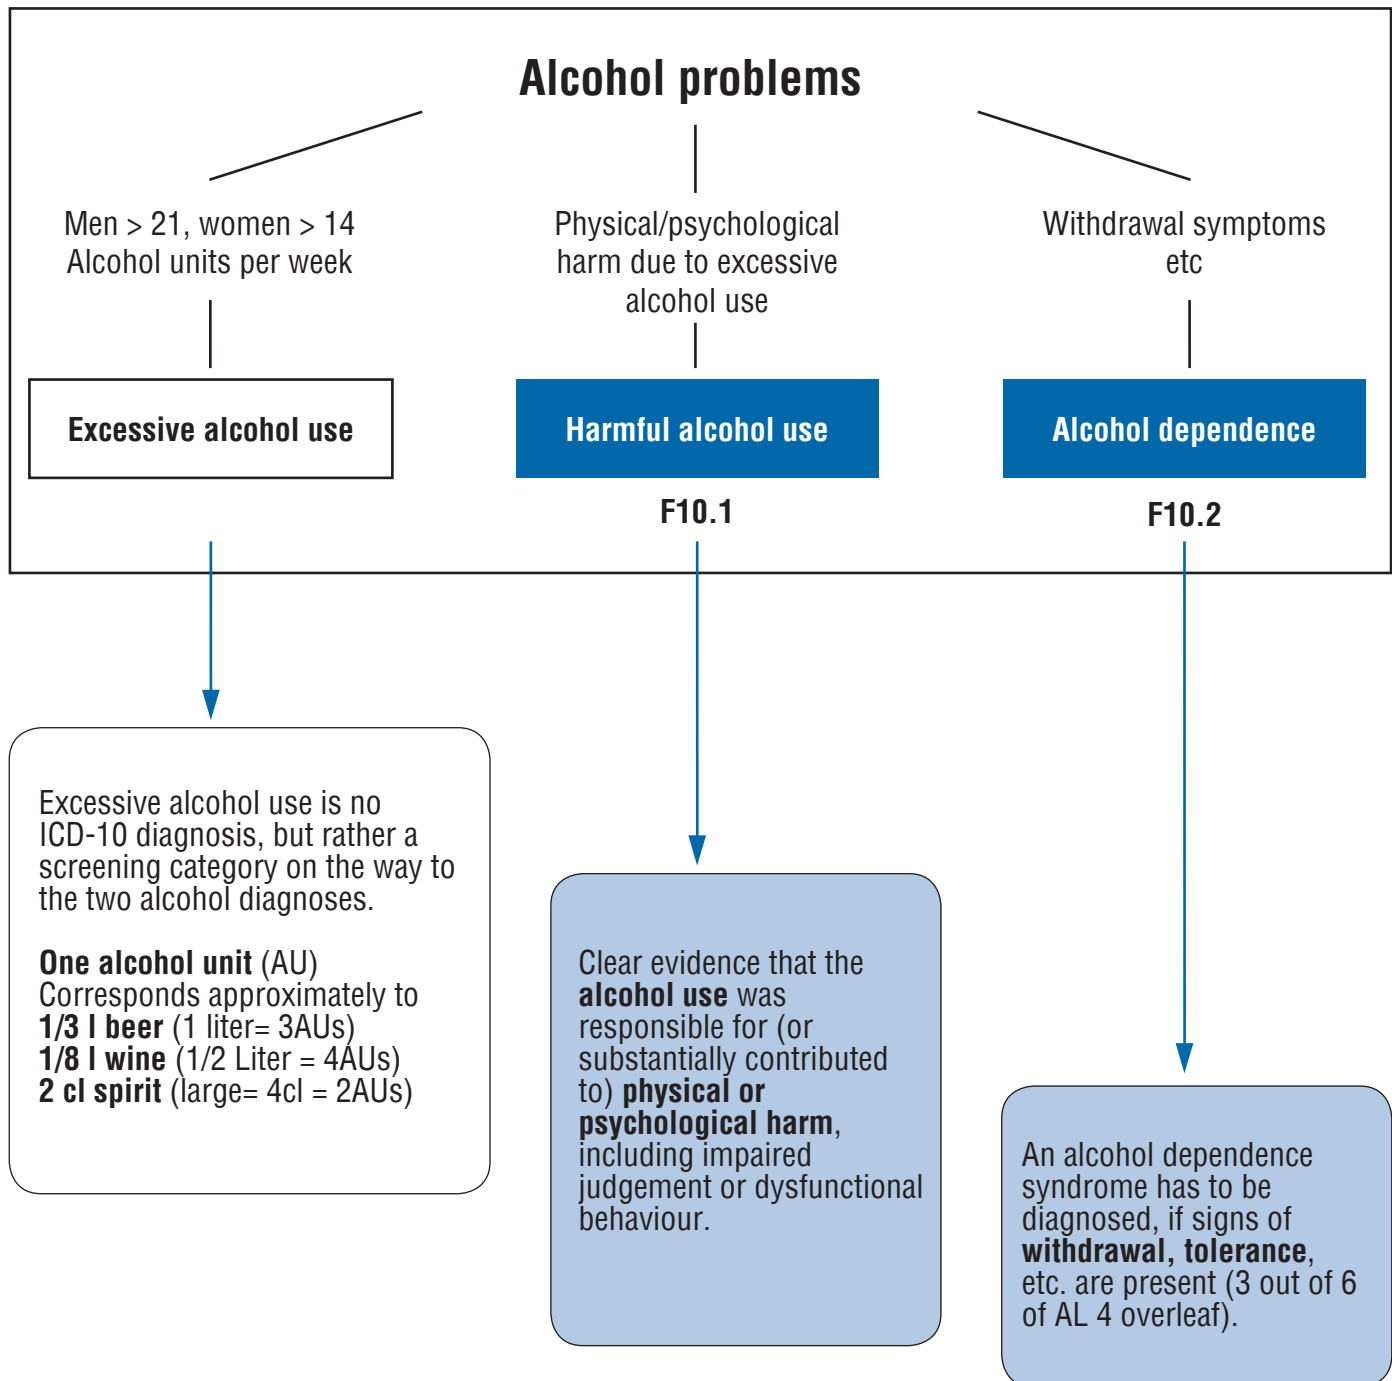 Alcohol problems
Men > 21, women > 14
Alcohol units per week
Physical/psychological
harm due to excessive
alcohol use
Withdrawal symptoms
etc
Excessive alcohol use
Harmful alcohol use
Alcohol dependence
F10.1
F10.2
Excessive alcohol use is no
ICD-10 diagnosis, but rather a
screening category on the way to
the two alcohol diagnoses.
One alcohol unit (AU)
Corresponds approximately to
1/3 l beer (1 liter= 3AUs)
1/8 l wine (1/2 Liter = 4AUs)
2 cl spirit (large= 4cl = 2AUs)
Clear evidence that the
alcohol use was
responsible for (or
substantially contributed
to) physical or
psychological harm,
including impaired
judgement or dysfunctional
behaviour.
An alcohol dependence
syndrome has to be
diagnosed, if signs of
withdrawal, tolerance,
etc. are present (3 out of 6
of AL 4 overleaf).